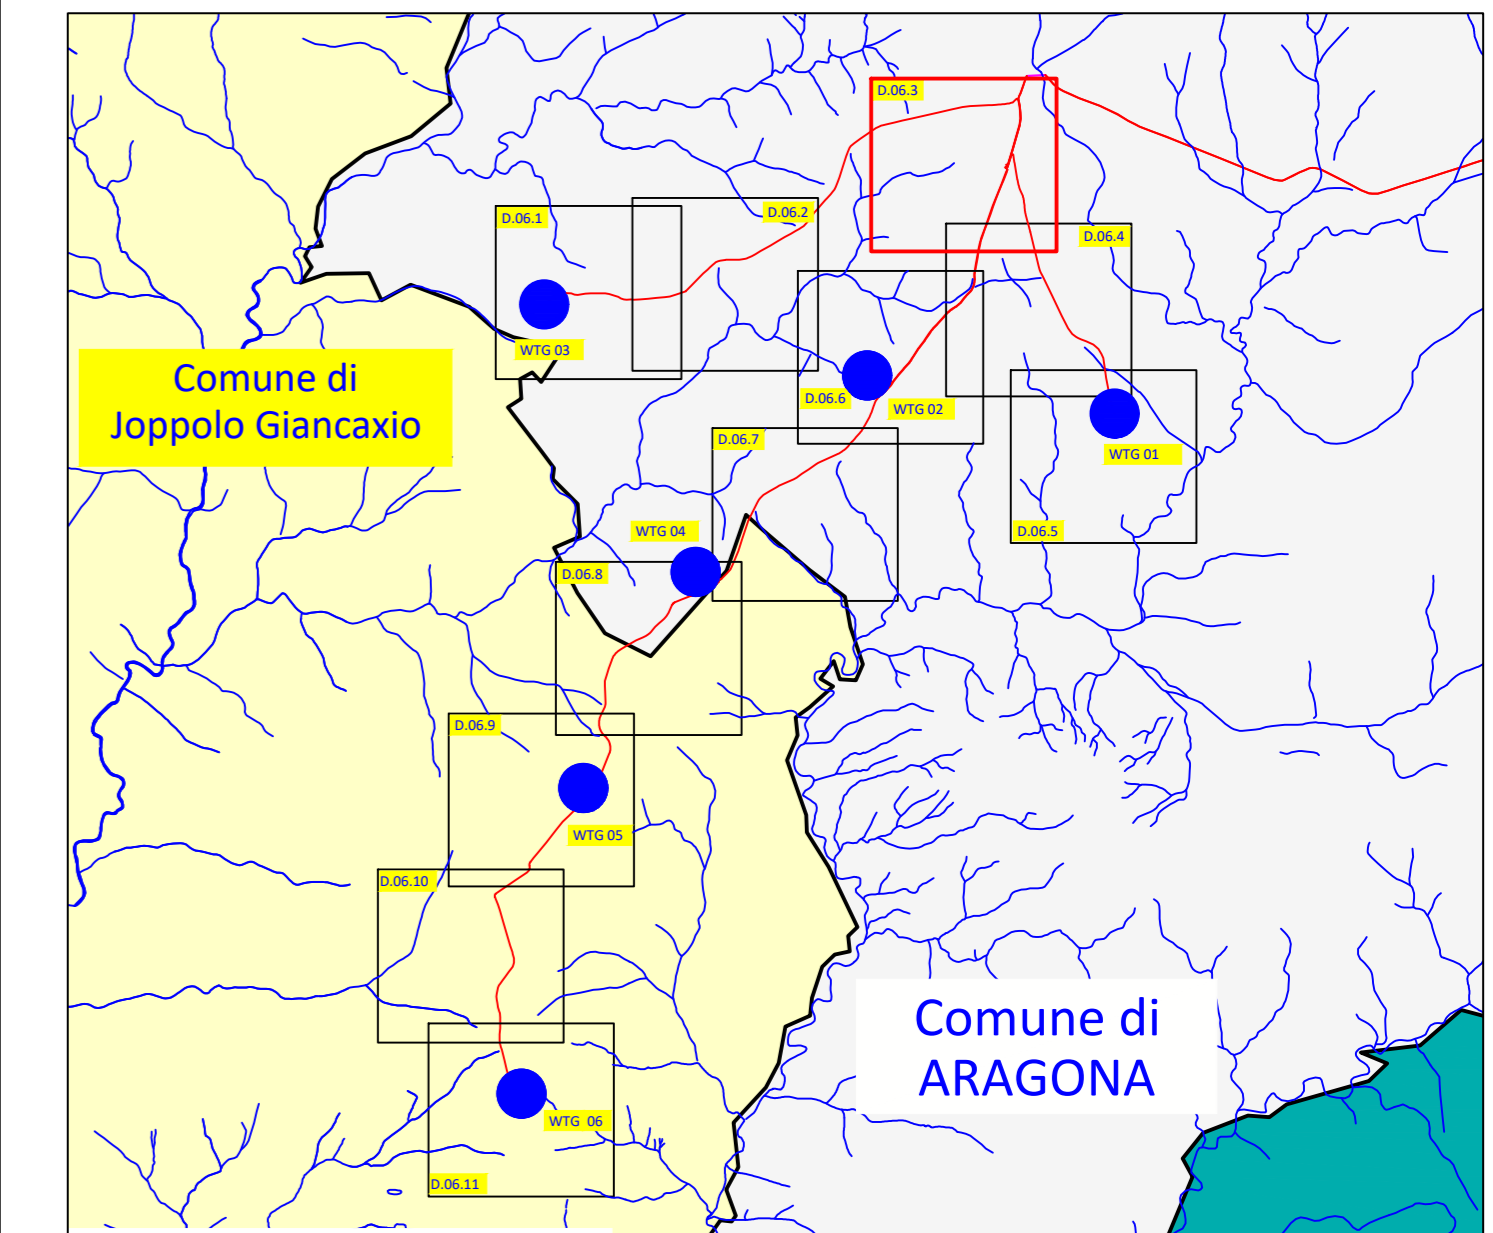 D.06.3
D.06.2
D.06.1
D.06.4
WTG 03
Comune di
Joppolo Giancaxio
D.06.6
WTG 02
D.06.7
WTG 01
WTG 04
D.06.5
D.06.8
D.06.9
WTG 05
D.06.10
Comune di
ARAGONA
WTG 06
D.06.11